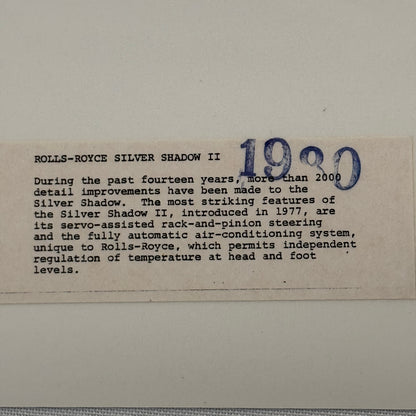 ROLLS-ROYCE SILVER SHADOW II
1980
During the past fourteen years, more than 2000
detail improvements have been made to the
Silver Shadow. The most striking features of
the Silver Shadow II, introduced in 1977, are
its servo-assisted rack-and-pinion steering
and the fully automatic air-conditioning system,
unique to Rolls-Royce, which permits independent
regulation of temperature at head and foot
levels.